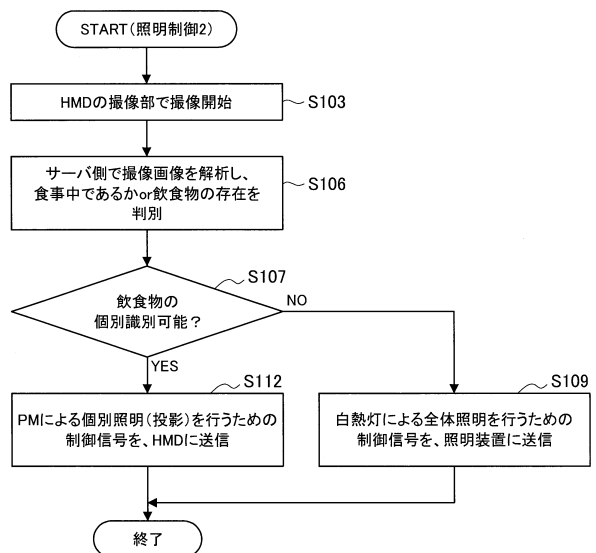 START(照明制御2)
HMDの撮像部で撮像開始
S103
サーバ側で撮像画像を解析し、
食事中であるかor飲食物の存在を
判別
S106
S107
飲食物の
個別識別可能？
NO
YES
S112
PMによる個別照明(投影)を行うための
制御信号を、HMDに送信
S109
白熱灯による全体照明を行うための
制御信号を、照明装置に送信
終了